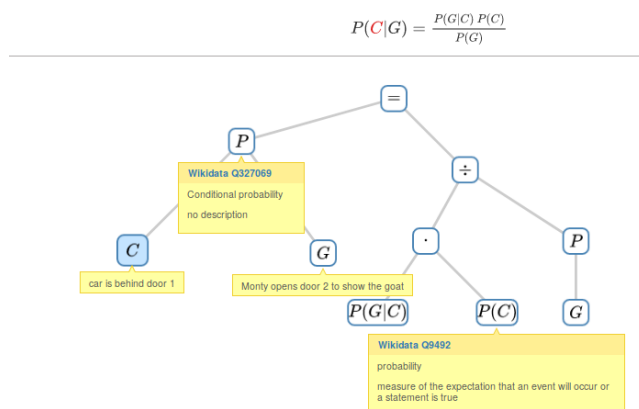 P(C|G) = P(G|C) P(C) / P(G)
=
P
÷
Wikidata Q327069
Conditional probability
no description
C
G
·
P
car is behind door 1
Monty opens door 2 to show the goat
P(G|C)
P(C)
G
Wikidata Q9492
probability
measure of the expectation that an event will occur or
a statement is true